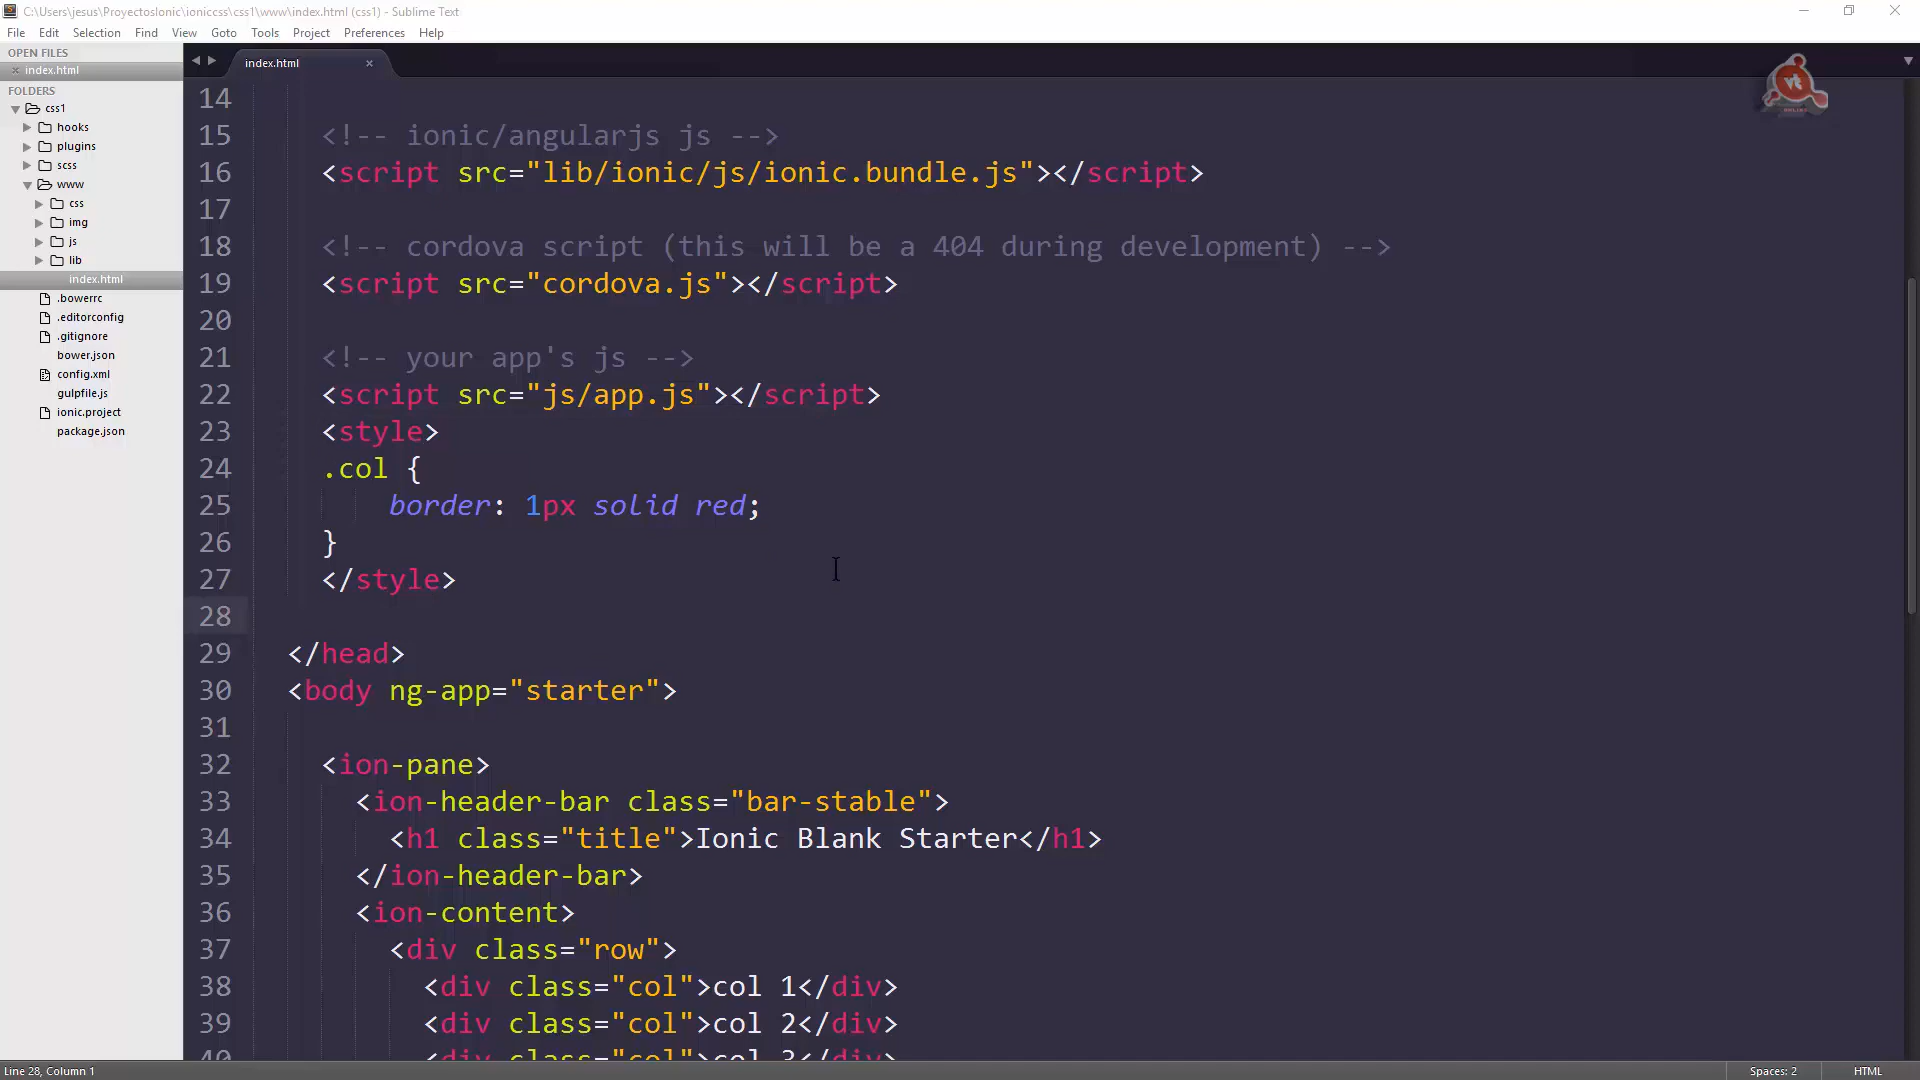 C:\Users\jesus\ProyectosIonic\ioniccss\css1\www\index.html (css1) - Sublime Text
File Edit Selection Find View Goto Tools Project Preferences Help
OPEN FILES
index.html
FOLDERS
css1
hooks
plugins
scss
www
css
img
js
lib
index.html
.bowerrc
.editorconfig
.gitignore
bower.json
config.xml
gulpfile.js
ionic.project
package.json
index.html
14
15 <!-- ionic/angularjs js -->
16 <script src="lib/ionic/js/ionic.bundle.js"></script>
17
18 <!-- cordova script (this will be a 404 during development) -->
19 <script src="cordova.js"></script>
20
21 <!-- your app's js -->
22 <script src="js/app.js"></script>
23 <style>
24 .col {
25 border: 1px solid red;
26 }
27 </style>
28
29 </head>
30 <body ng-app="starter">
31
32 <ion-pane>
33 <ion-header-bar class="bar-stable">
34 <h1 class="title">Ionic Blank Starter</h1>
35 </ion-header-bar>
36 <ion-content>
37 <div class="row">
38 <div class="col">col 1</div>
39 <div class="col">col 2</div>
40 <div class="col">col 3</div>
Line 28, Column 1
Spaces: 2
HTML